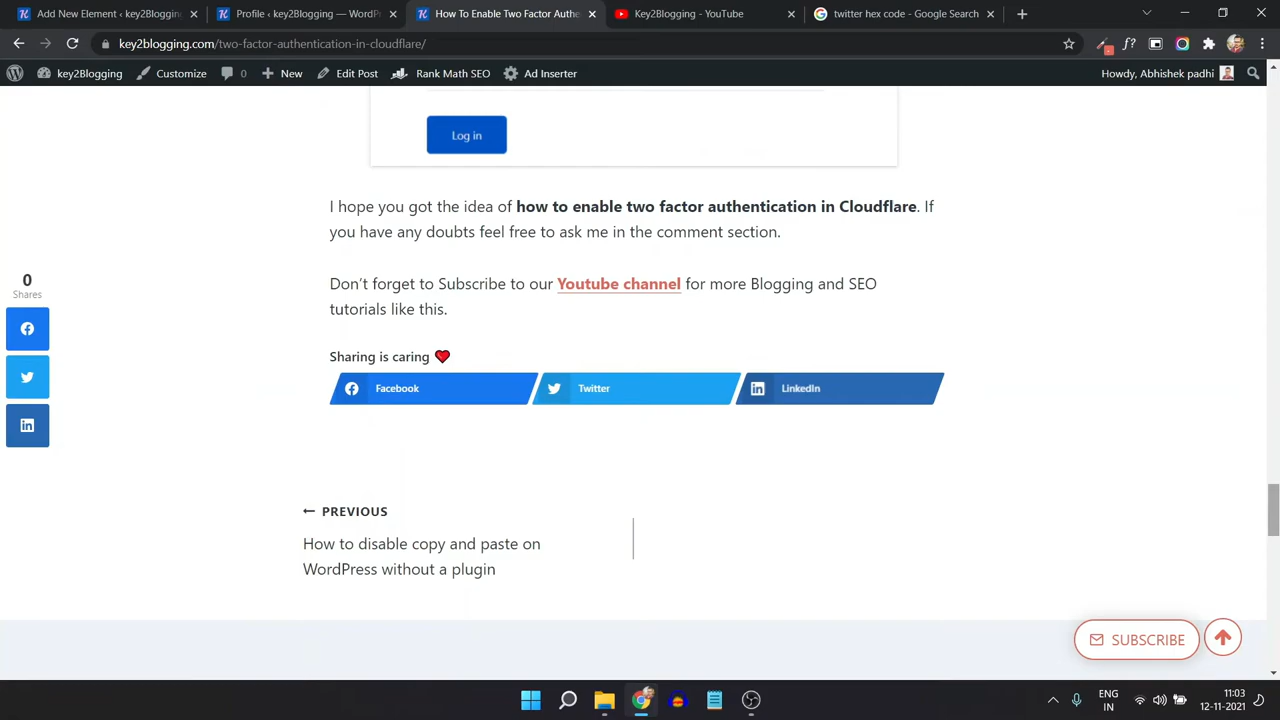 Add New Element ‹ key2Blogging
Profile ‹ key2Blogging — WordP
How To Enable Two Factor Authe
Key2Blogging - YouTube
twitter hex code - Google Search
key2blogging.com/two-factor-authentication-in-cloudflare/
key2Blogging
Customize
0
New
Edit Post
Rank Math SEO
Ad Inserter
Howdy, Abhishek padhi
Log in
I hope you got the idea of how to enable two factor authentication in Cloudflare. If
you have any doubts feel free to ask me in the comment section.
Don't forget to Subscribe to our Youtube channel for more Blogging and SEO
tutorials like this.
0
Shares
Sharing is caring
Facebook
Twitter
LinkedIn
← PREVIOUS
How to disable copy and paste on
WordPress without a plugin
SUBSCRIBE
ENG
IN
11:03
12-11-2021